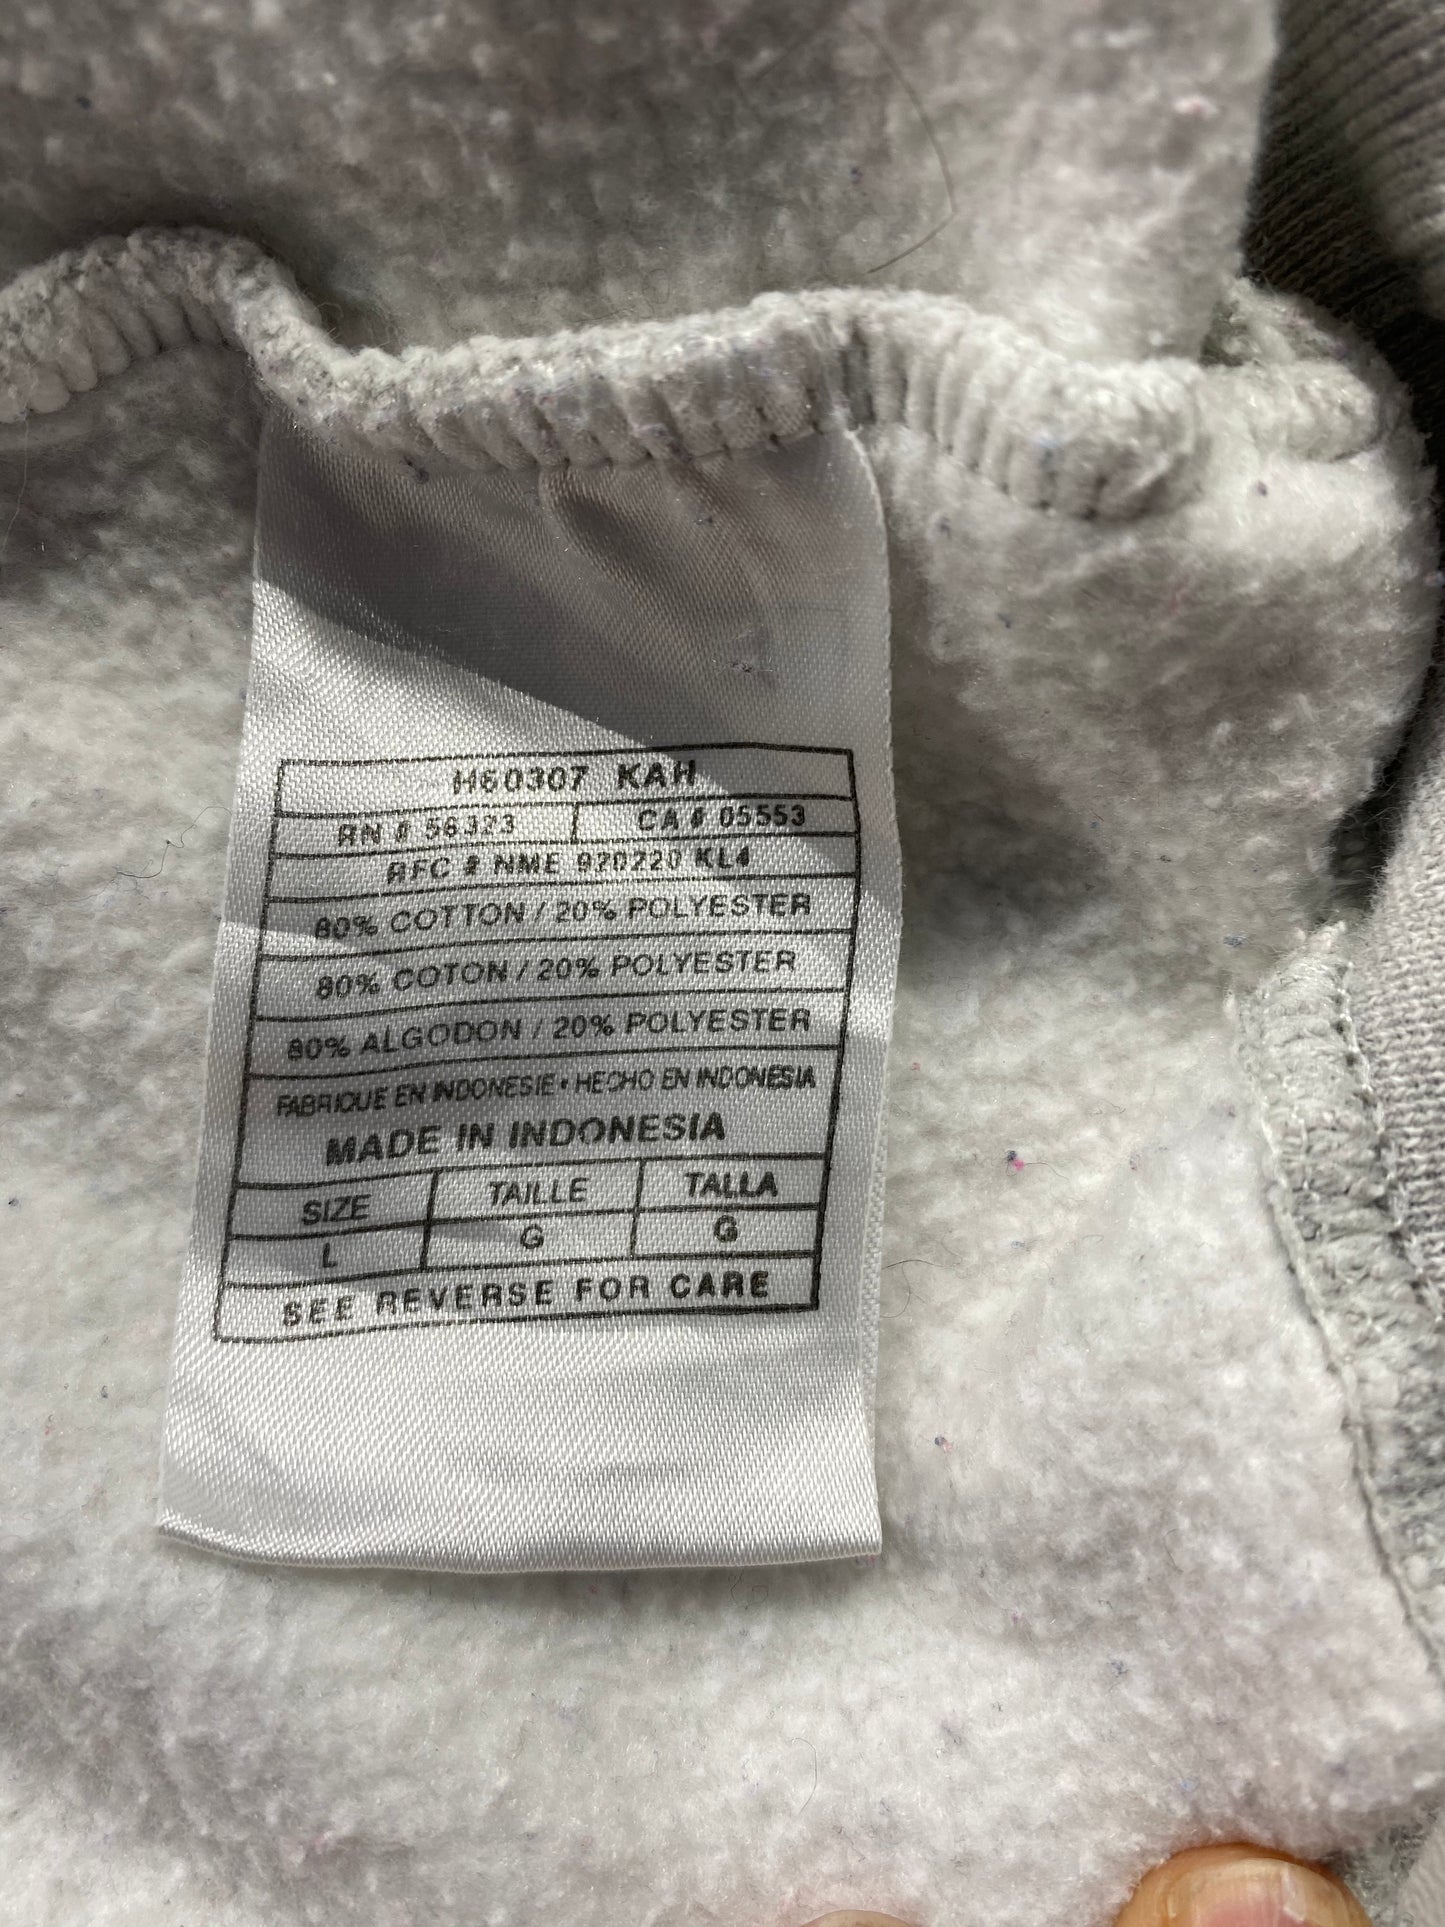 H60307 KAH
RN # 56323 CA # 05553
RFC # NME 920220 KL4
80% COTTON / 20% POLYESTER
80% COTON / 20% POLYESTER
80% ALGODON / 20% POLYESTER
FABRIQUE EN INDONESIE • HECHO EN INDONESIA
MADE IN INDONESIA
SIZE TAILLE TALLA
L G G
SEE REVERSE FOR CARE